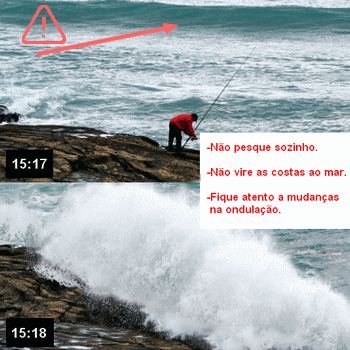 15:17
-Não pesque sozinho.
-Não vire as costas ao mar.
-Fique atento a mudanças
na ondulação.
15:18